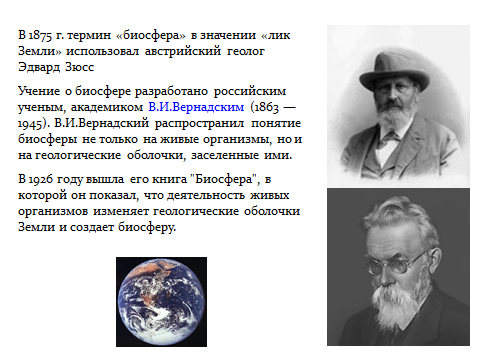 В 1875 г. термин «биосфера» в значении «лик
Земли» использовал австрийский геолог
Эдвард Зюсс
Учение о биосфере разработано российским
ученым, академиком В.И.Вернадским (1863 —
1945). В.И.Вернадский распространил понятие
биосферы не только на живые организмы, но и
на геологические оболочки, заселенные ими.
В 1926 году вышла его книга "Биосфера", в
которой он показал, что деятельность живых
организмов изменяет геологические оболочки
Земли и создает биосферу.